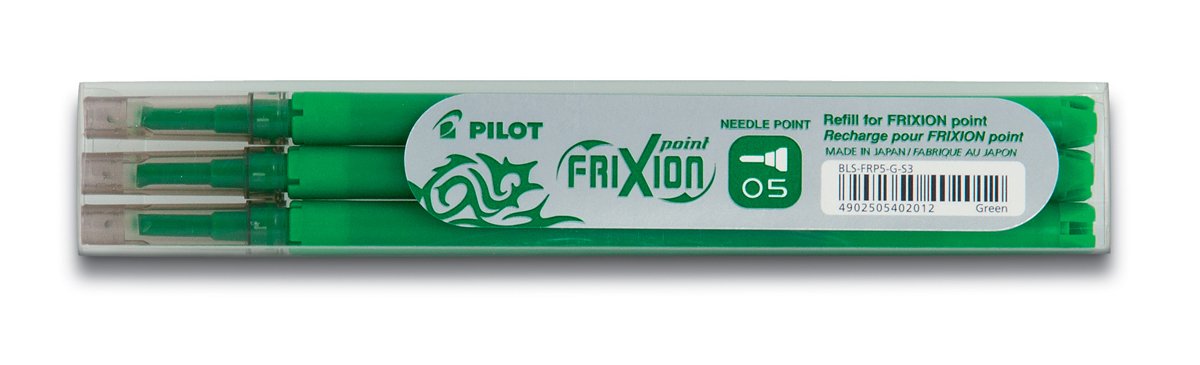 PILOT
point
FRIXION
NEEDLE POINT
05
Refill for FRIXION point
Recharge pour FRIXION point
MADE IN JAPAN/FABRIQUE AU JAPON
BLS-FRP5-G-S3
4902505402012 Green